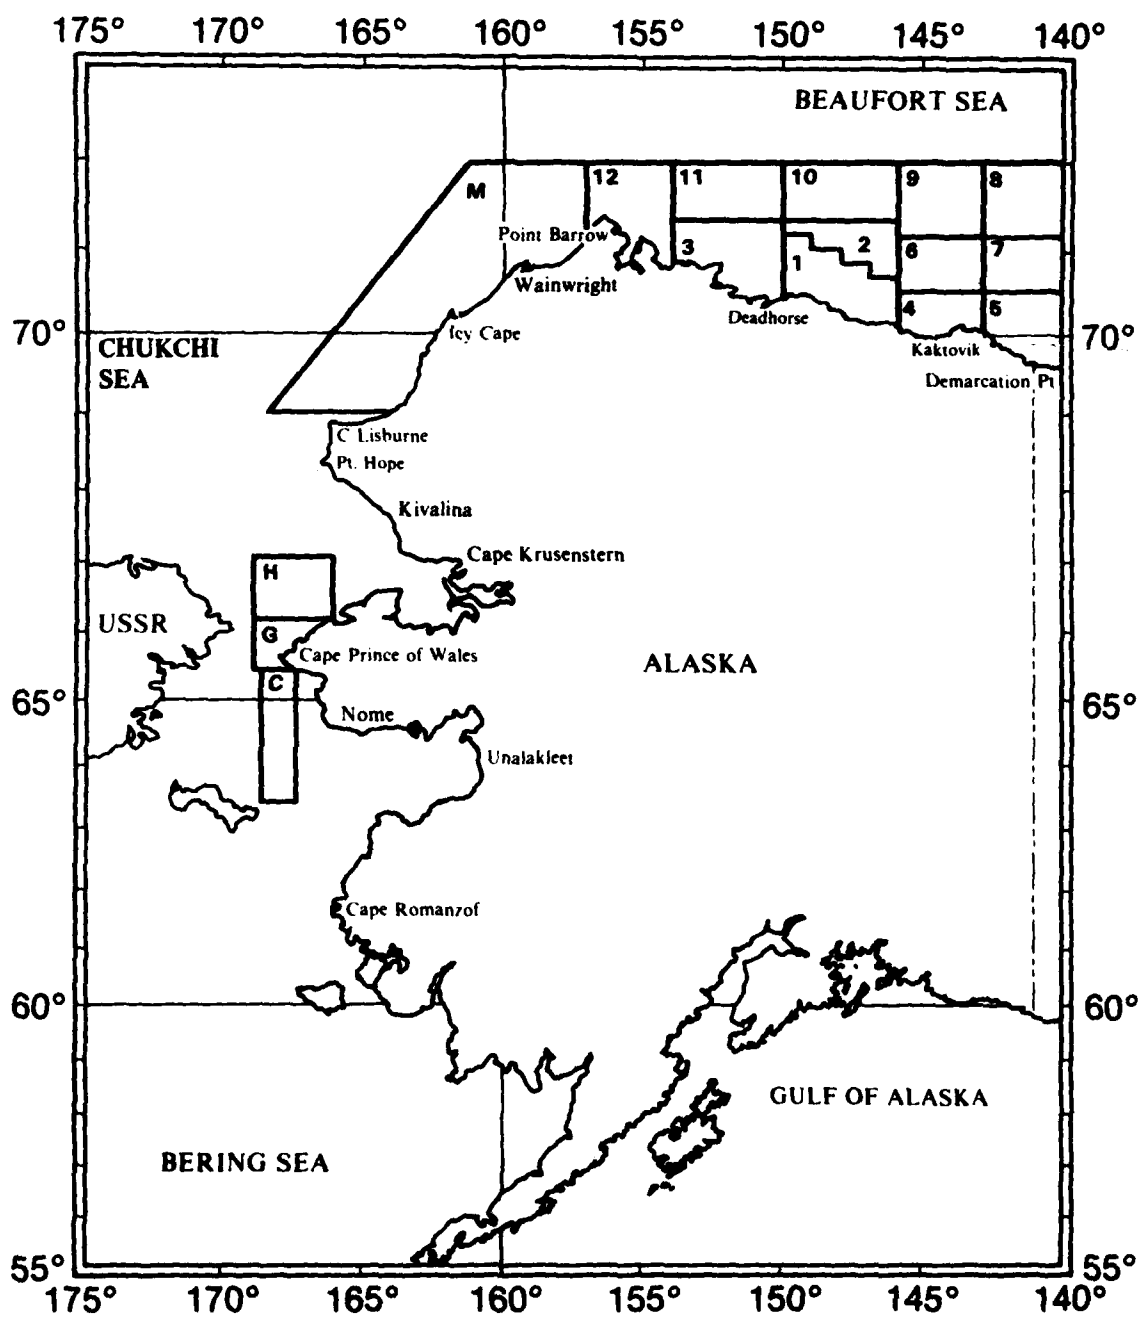 175° 170° 165° 160° 155° 150° 145° 140°
BEAUFORT SEA
M 12 11 10 9 8
Point Barrow 3 1 2 6 7
Wainwright
Deadhorse 4 5
70° Icy Cape 70°
CHUKCHI
SEA
Kaktovik
Demarcation Pt
C Lisburne
Pt. Hope
Kivalina
Cape Krusenstern
H
USSR G
Cape Prince of Wales ALASKA
C
65° 65°
Nome
Unalakleet
Cape Romanzof
60° 60°
GULF OF ALASKA
BERING SEA
55° 55°
175° 170° 165° 160° 155° 150° 145° 140°